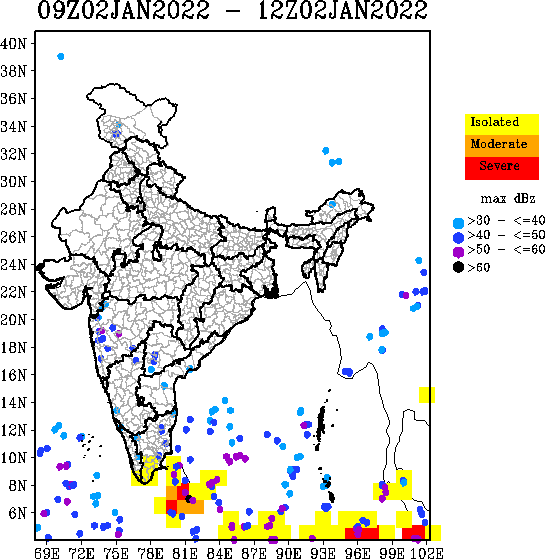 09Z02JAN2022 - 12Z02JAN2022
40N
38N
36N
34N
32N
30N
28N
26N
24N
22N
20N
18N
16N
14N
12N
10N
8N
6N
69E 72E 75E 78E 81E 84E 87E 90E 93E 96E 99E 102E
Isolated
Moderate
Severe
max dBz
>30 - <=40
>40 - <=50
>50 - <=60
>60